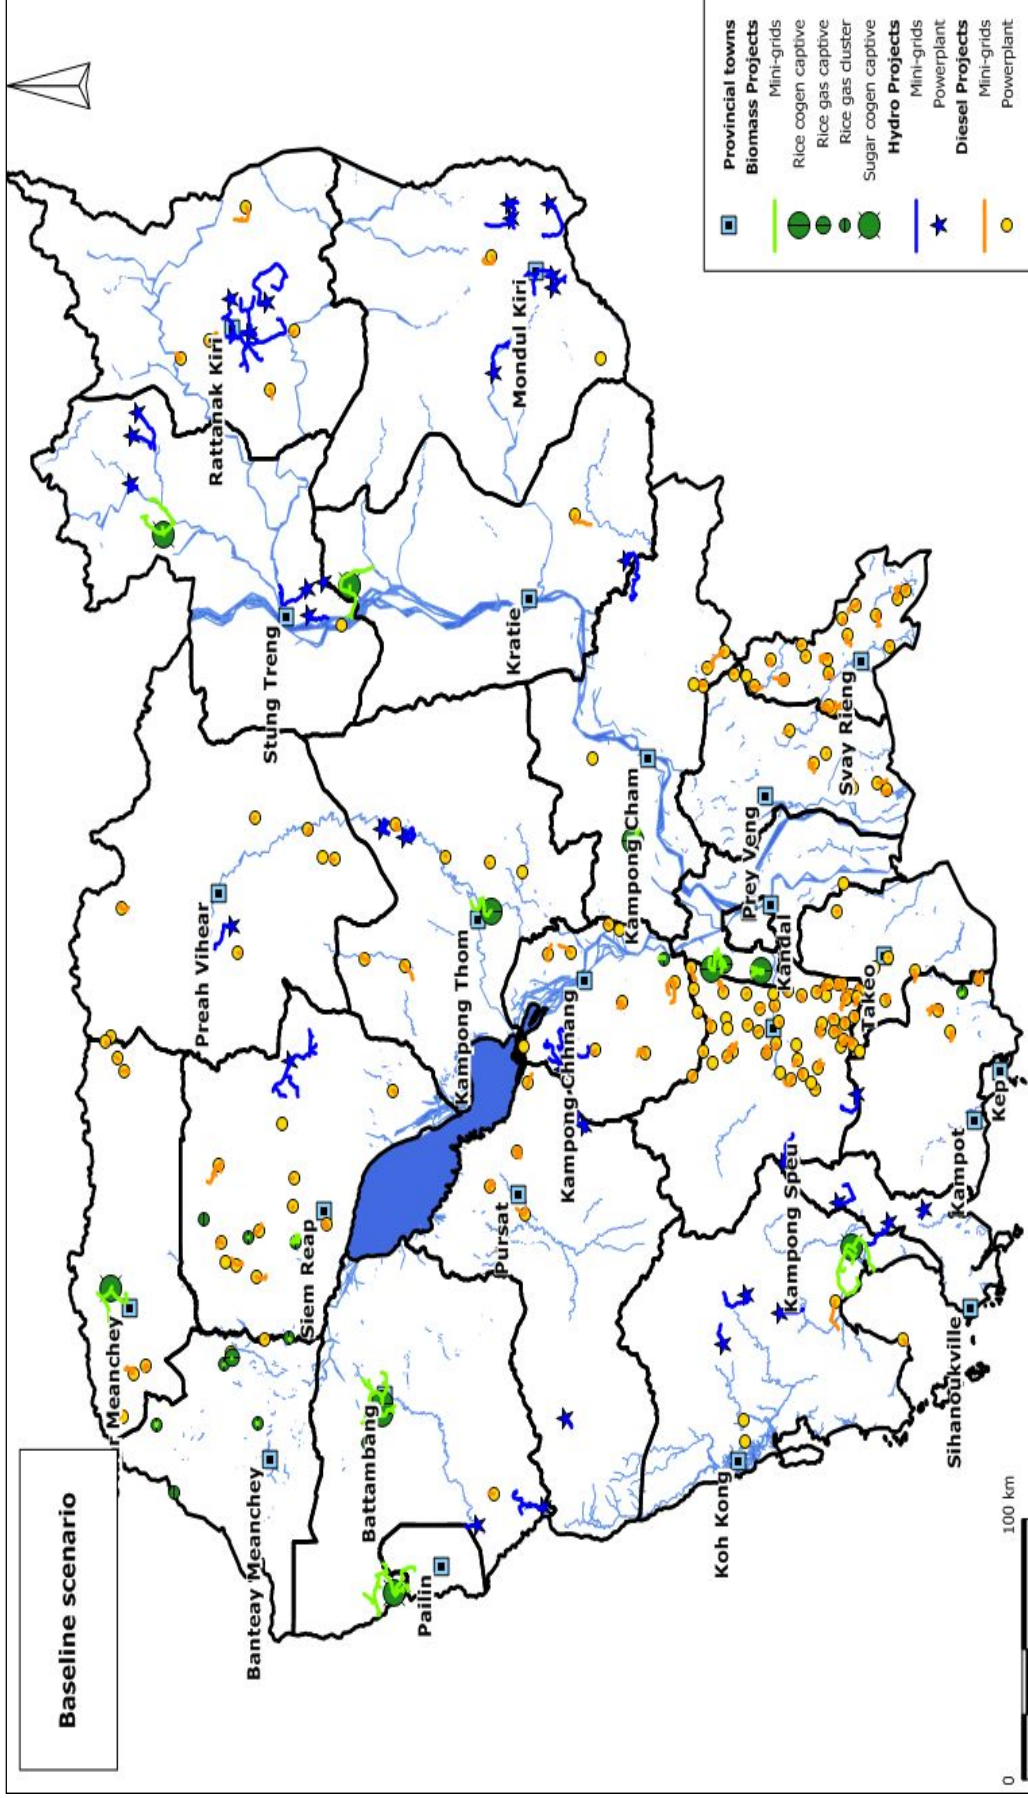 Baseline scenario
r Meanchey
Banteay Meanchey
Siem Reap
Preah Vihear
Stung Treng
Rattanak Kiri
Battambang
Pailin
Kampong Thom
Pursat
Kampong Chhnang
Kratie
Mondul Kiri
Kampong Cham
Koh Kong
Kampong Speu
Kandal
Prey Veng
Svay Rieng
Takeo
Sihanoukville
Kampot
Kep
0
100 km
Provincial towns
Biomass Projects
Mini-grids
Rice cogen captive
Rice gas captive
Rice gas cluster
Sugar cogen captive
Hydro Projects
Mini-grids
Powerplant
Diesel Projects
Mini-grids
Powerplant